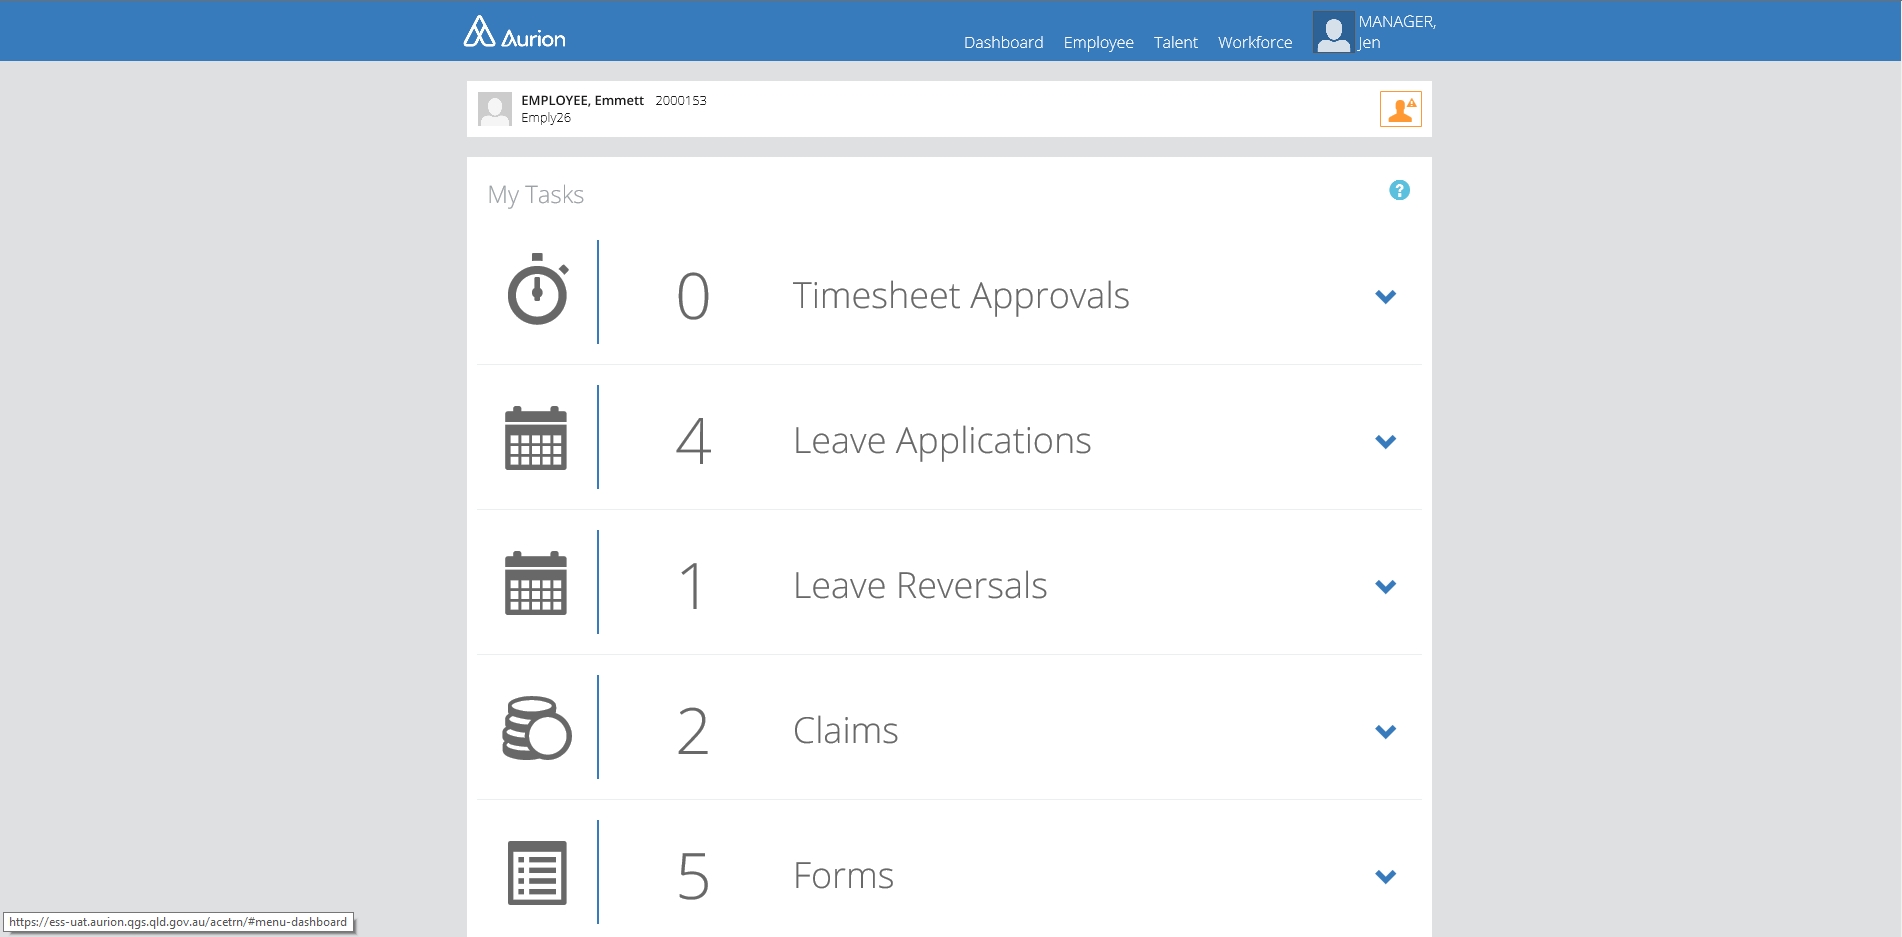 Aurion
Dashboard Employee Talent Workforce
MANAGER,
Jen
EMPLOYEE, Emmett 2000153
Emply26
My Tasks
?
0 Timesheet Approvals
4 Leave Applications
1 Leave Reversals
2 Claims
5 Forms
https://ess-uat.aurion.qgs.qld.gov.au/acetrn/#menu-dashboard